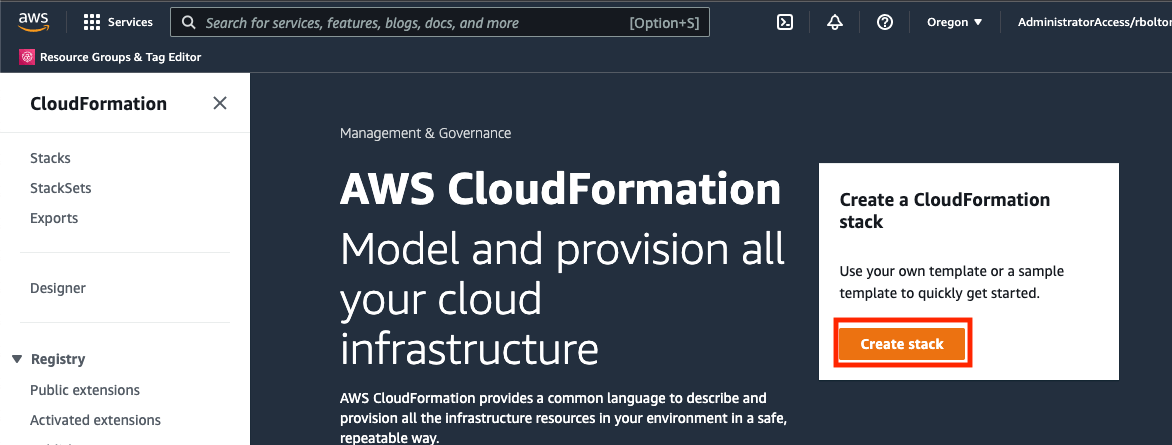 aws
Services
Search for services, features, blogs, docs, and more
[Option+S]
Oregon
AdministratorAccess/rbolton
Resource Groups & Tag Editor
CloudFormation
Stacks
StackSets
Exports
Designer
Registry
Public extensions
Activated extensions
Management & Governance
AWS CloudFormation
Model and provision all
your cloud
infrastructure
AWS CloudFormation provides a common language to describe and
provision all the infrastructure resources in your environment in a safe,
repeatable way.
Create a CloudFormation
stack
Use your own template or a sample
template to quickly get started.
Create stack